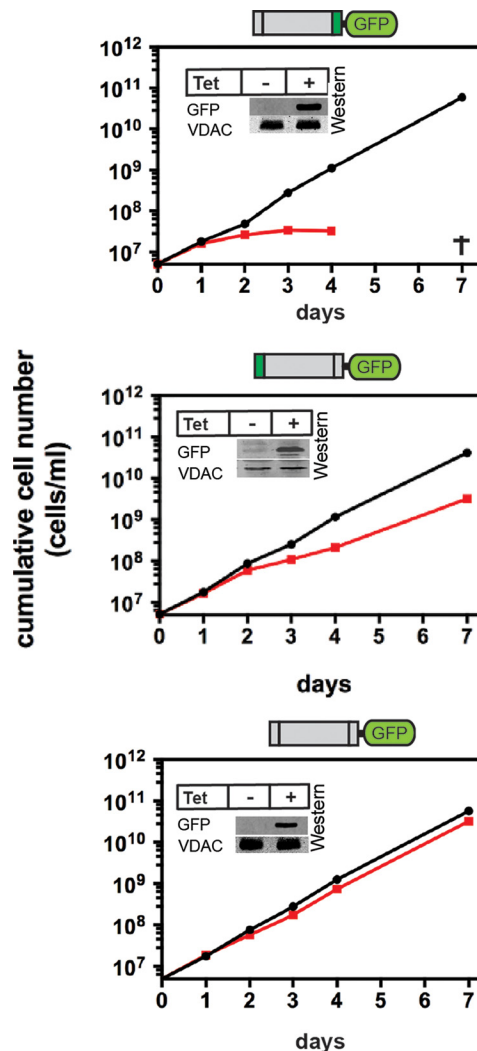 GFP
10¹²
10¹¹
10¹⁰
10⁹
10⁸
10⁷
Tet - +
GFP
VDAC
Western
†
0 1 2 3 4 5 6 7
days
GFP
10¹²
10¹¹
10¹⁰
10⁹
10⁸
10⁷
Tet - +
GFP
VDAC
Western
0 1 2 3 4 5 6 7
days
cumulative cell number
(cells/ml)
GFP
10¹²
10¹¹
10¹⁰
10⁹
10⁸
10⁷
Tet - +
GFP
VDAC
Western
0 1 2 3 4 5 6 7
days